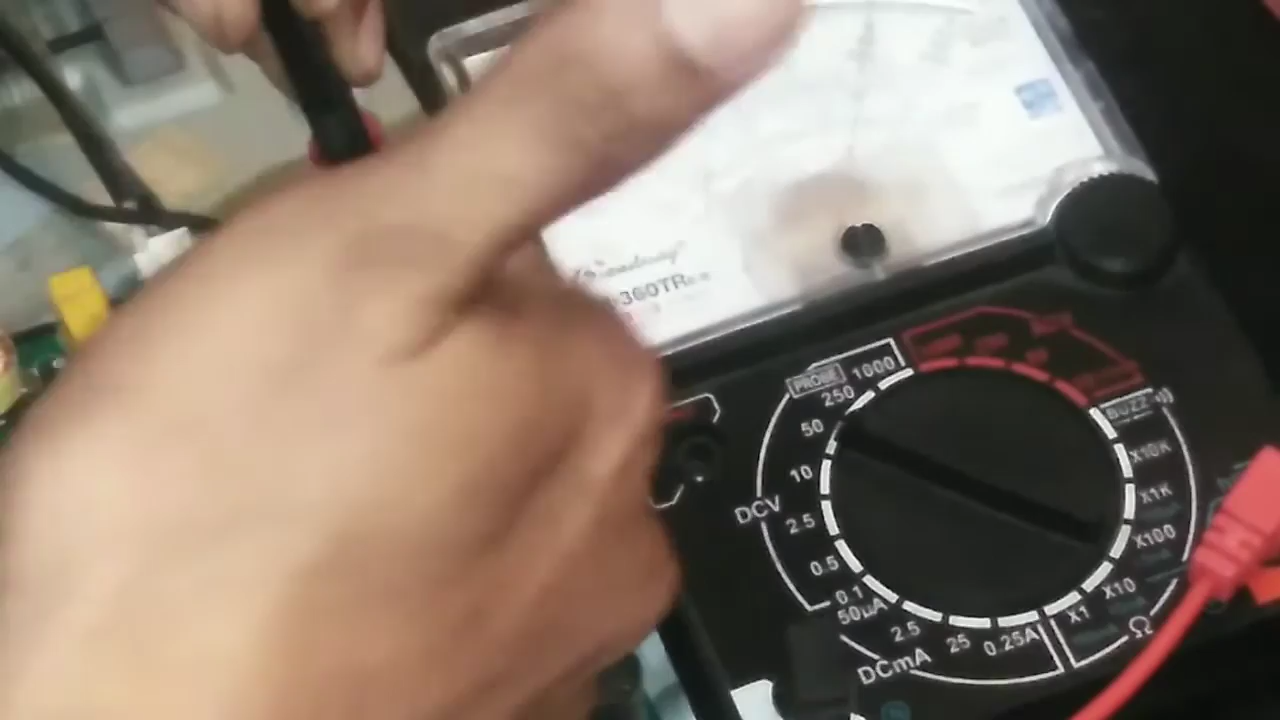 360TR
PROBE
1000
250
50
10
2.5
0.5
0.1
DCV
50µA
2.5
25
0.25A
DCmA
BUZZ
X10K
X1K
X100
X10
X1
Ω